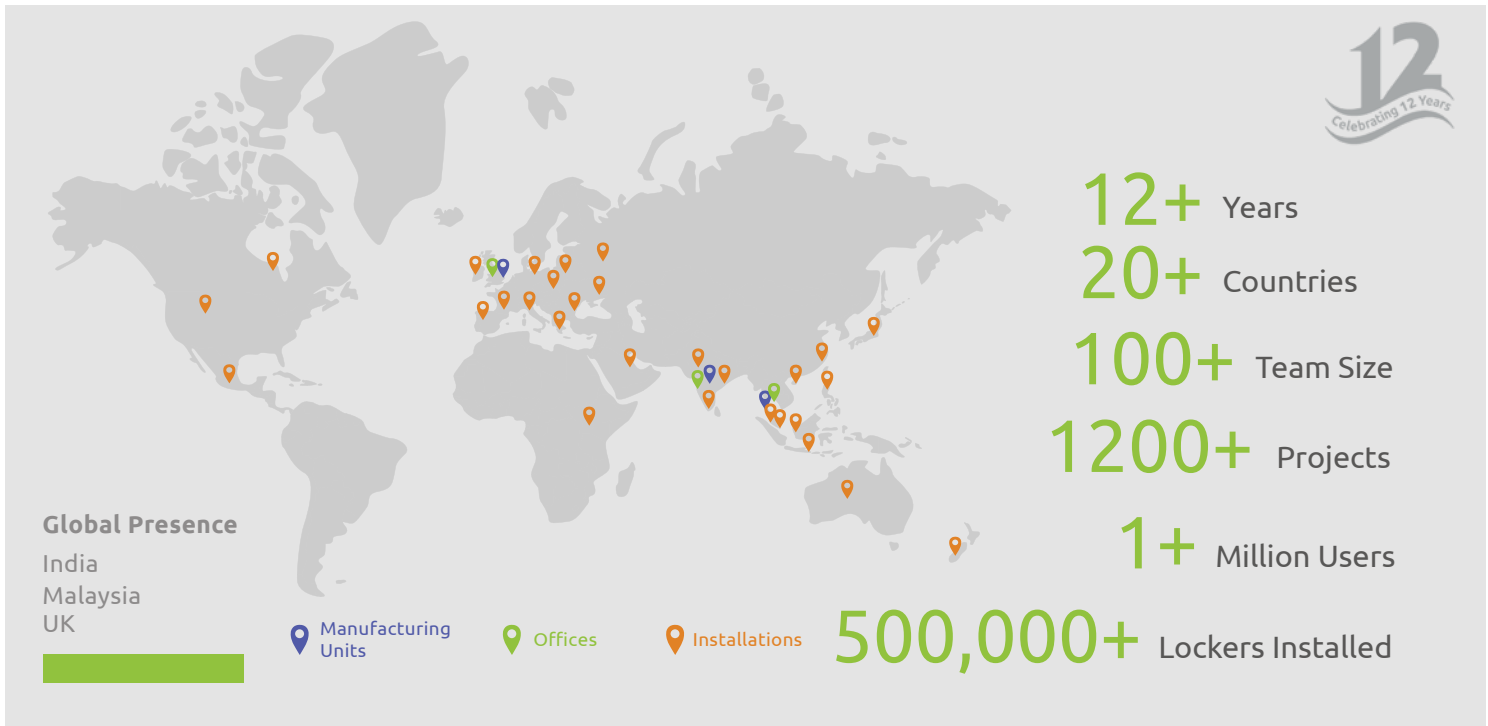 12
Celebrating 12 Years
12+ Years
20+ Countries
100+ Team Size
1200+ Projects
1+ Million Users
500,000+ Lockers Installed
Global Presence
India
Malaysia
UK
Manufacturing
Units
Offices
Installations